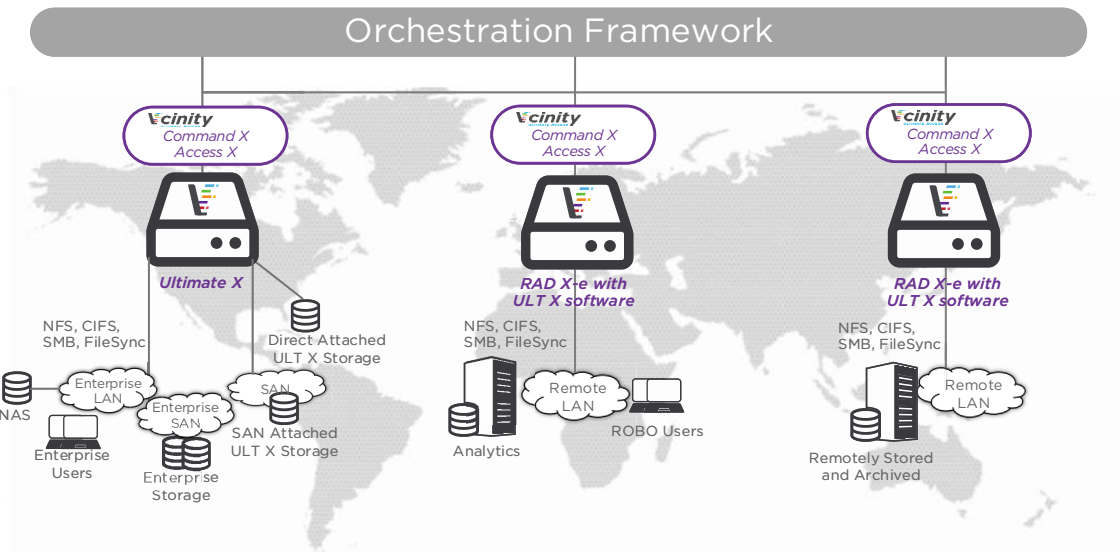 Orchestration Framework
Vcinity
Command X
Access X
Vcinity
Command X
Access X
Vcinity
Command X
Access X
Ultimate X
RAD X-e with
ULT X software
RAD X-e with
ULT X software
NFS, CIFS,
SMB, FileSync
Direct Attached
ULT X Storage
NFS, CIFS,
SMB, FileSync
NFS, CIFS,
SMB, FileSync
NAS
Enterprise
LAN
Enterprise
SAN
SAN
SAN Attached
ULT X Storage
Enterprise
Users
Enterprise
Storage
Remote
LAN
ROBO Users
Analytics
Remote
LAN
Remotely Stored
and Archived